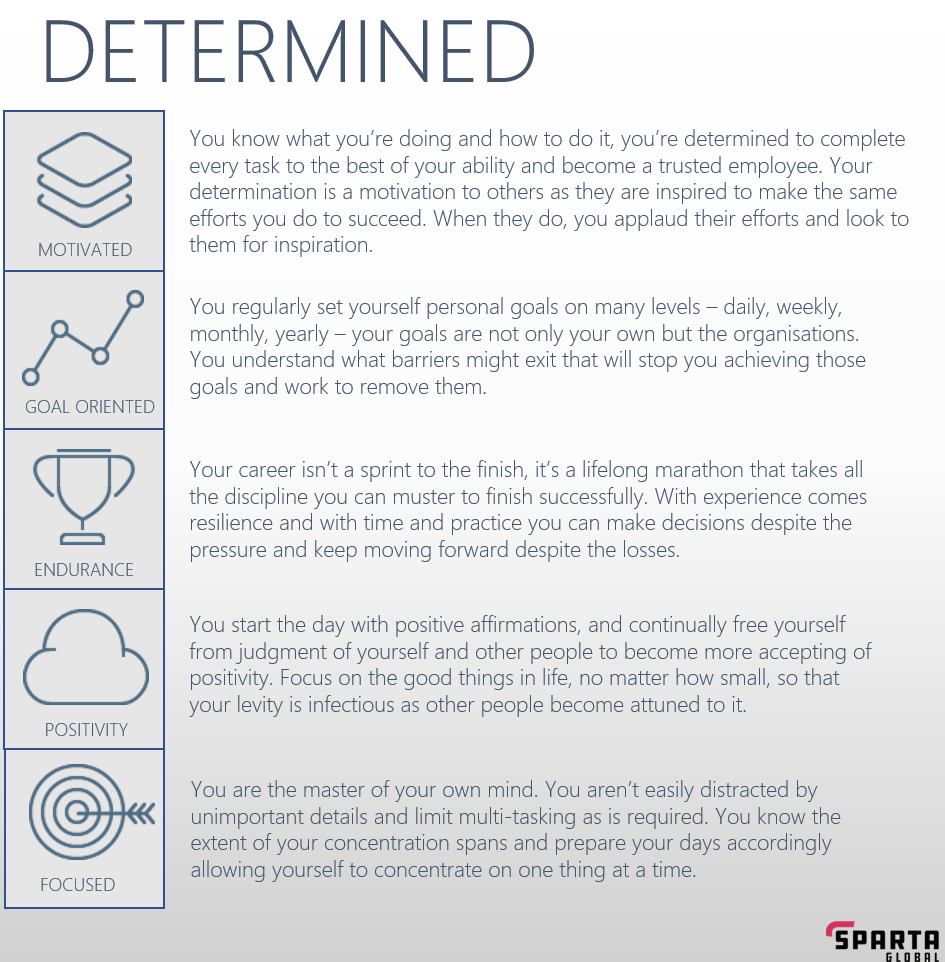 DETERMINED
MOTIVATED
You know what you’re doing and how to do it, you’re determined to complete
every task to the best of your ability and become a trusted employee. Your
determination is a motivation to others as they are inspired to make the same
efforts you do to succeed. When they do, you applaud their efforts and look to
them for inspiration.
GOAL ORIENTED
You regularly set yourself personal goals on many levels – daily, weekly,
monthly, yearly – your goals are not only your own but the organisations.
You understand what barriers might exit that will stop you achieving those
goals and work to remove them.
ENDURANCE
Your career isn’t a sprint to the finish, it’s a lifelong marathon that takes all
the discipline you can muster to finish successfully. With experience comes
resilience and with time and practice you can make decisions despite the
pressure and keep moving forward despite the losses.
POSITIVITY
You start the day with positive affirmations, and continually free yourself
from judgment of yourself and other people to become more accepting of
positivity. Focus on the good things in life, no matter how small, so that
your levity is infectious as other people become attuned to it.
FOCUSED
You are the master of your own mind. You aren’t easily distracted by
unimportant details and limit multi-tasking as is required. You know the
extent of your concentration spans and prepare your days accordingly
allowing yourself to concentrate on one thing at a time.
SPARTA
GLOBAL